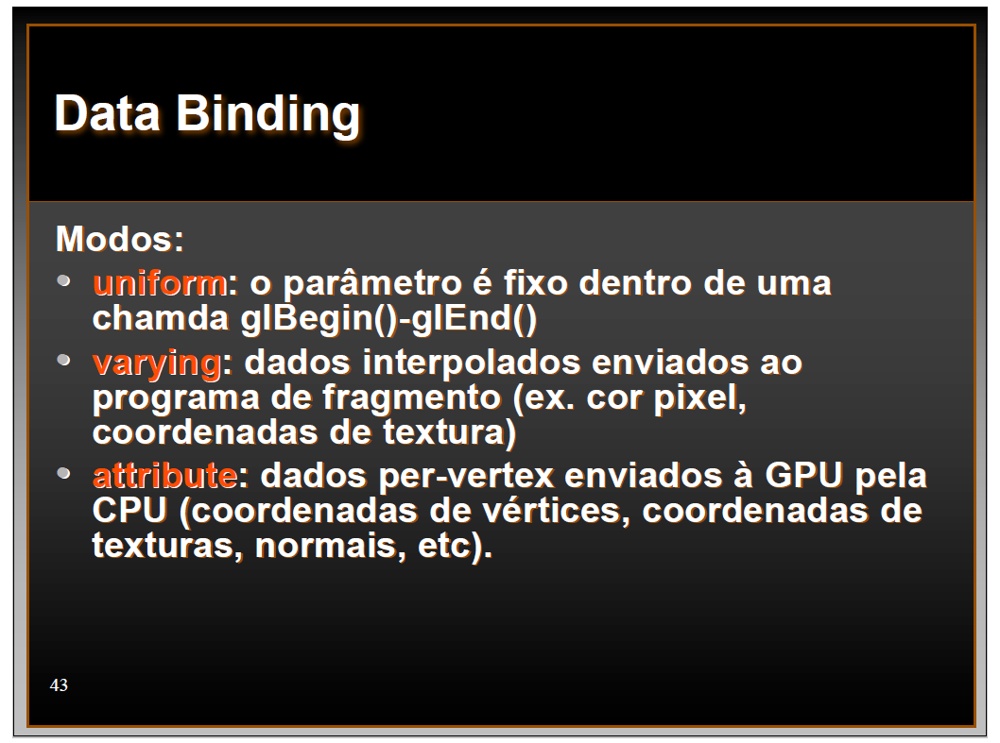 Data Binding
Modos:
• uniform: o parâmetro é fixo dentro de uma
chamda glBegin()-glEnd()
• varying: dados interpolados enviados ao
programa de fragmento (ex. cor pixel,
coordenadas de textura)
• attribute: dados per-vertex enviados à GPU pela
CPU (coordenadas de vértices, coordenadas de
texturas, normais, etc).
43